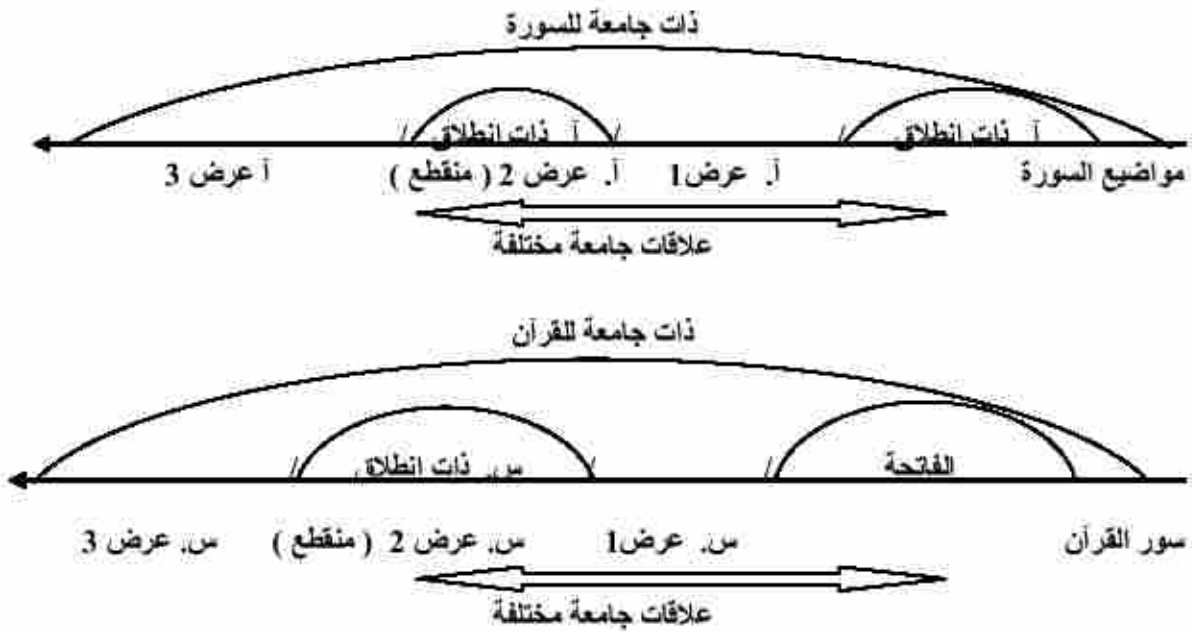 ذات جامعة للسورة
آ ذات انطلاق آ ذات انطلاق
مواضيع السورة آ. عرض1 آ. عرض 2 ( منقطع ) آ عرض 3
علاقات جامعة مختلفة
ذات جامعة للقرآن
الفاتحة س. ذات انطلاق.
سور القرآن س. عرض1 س. عرض 2 ( منقطع ) س. عرض 3
علاقات جامعة مختلفة